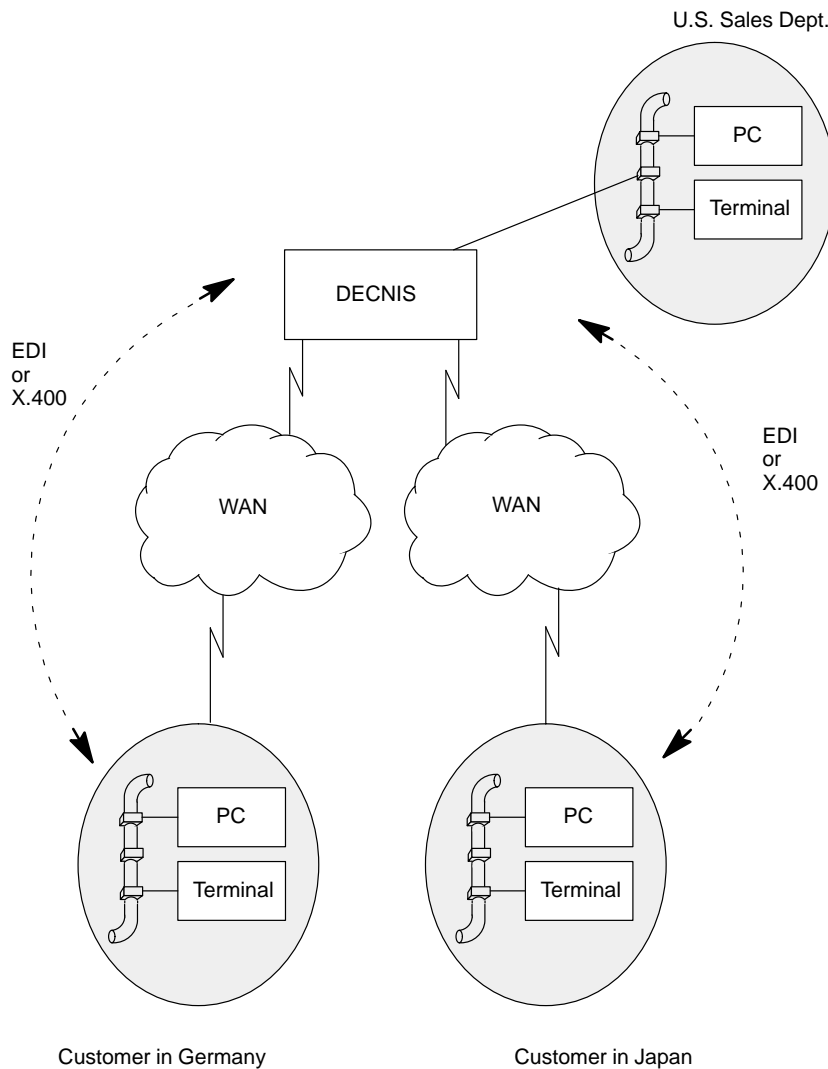 U.S. Sales Dept.
PC
Terminal
DECNIS
EDI
or
X.400
EDI
or
X.400
WAN
WAN
PC
Terminal
PC
Terminal
Customer in Germany
Customer in Japan